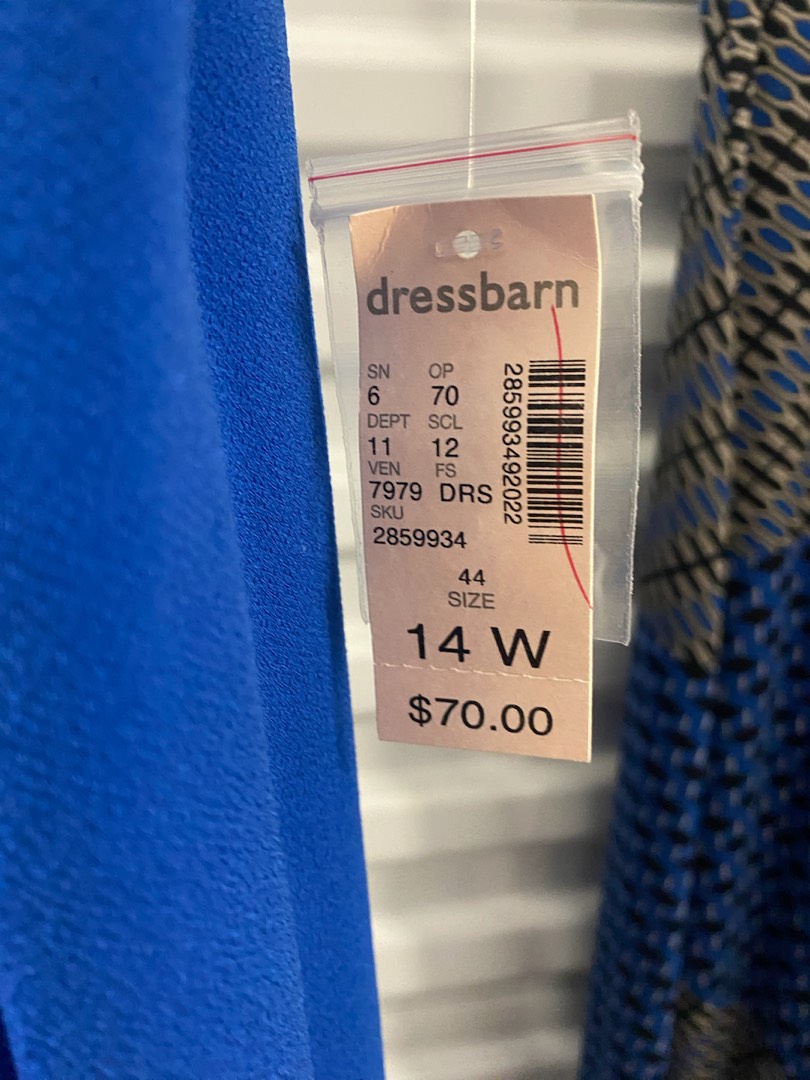 dressbarn
SN OP
6 70
DEPT SCL
11 12
VEN FS
7979 DRS
SKU
2859934
285993492022
44
SIZE
14 W
$70.00